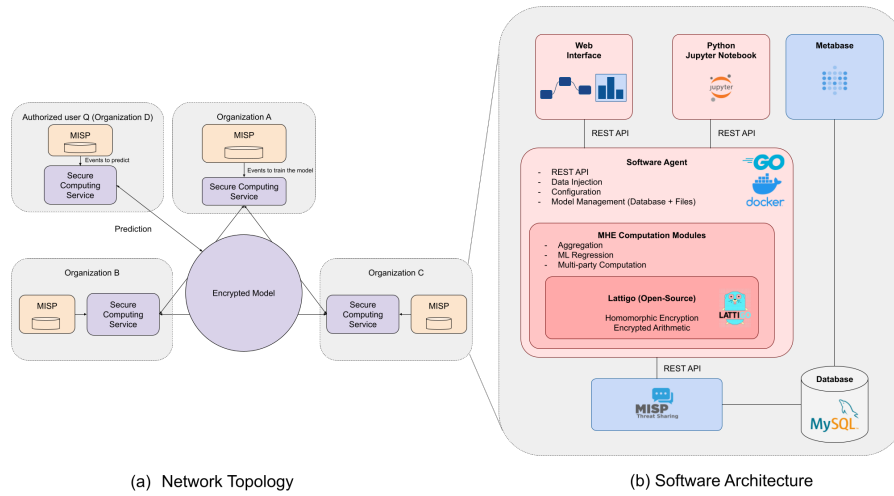 Authorized user Q (Organization D)
MISP
Events to predict
Secure
Computing
Service
Organization A
MISP
Events to train the model
Secure Computing
Service
Prediction
Organization B
MISP
Secure
Computing
Service
Encrypted Model
Organization C
Secure
Computing
Service
MISP
(a) Network Topology
Web
Interface
Python
Jupyter Notebook
jupyter
Metabase
REST API
REST API
Software Agent
- REST API
- Data Injection
- Configuration
- Model Management (Database + Files)
GO
docker
MHE Computation Modules
- Aggregation
- ML Regression
- Multi-party Computation
Lattigo (Open-Source)
Homomorphic Encryption
Encrypted Arithmetic
LATTIGO
REST API
MISP
Threat Sharing
Database
MySQL
(b) Software Architecture